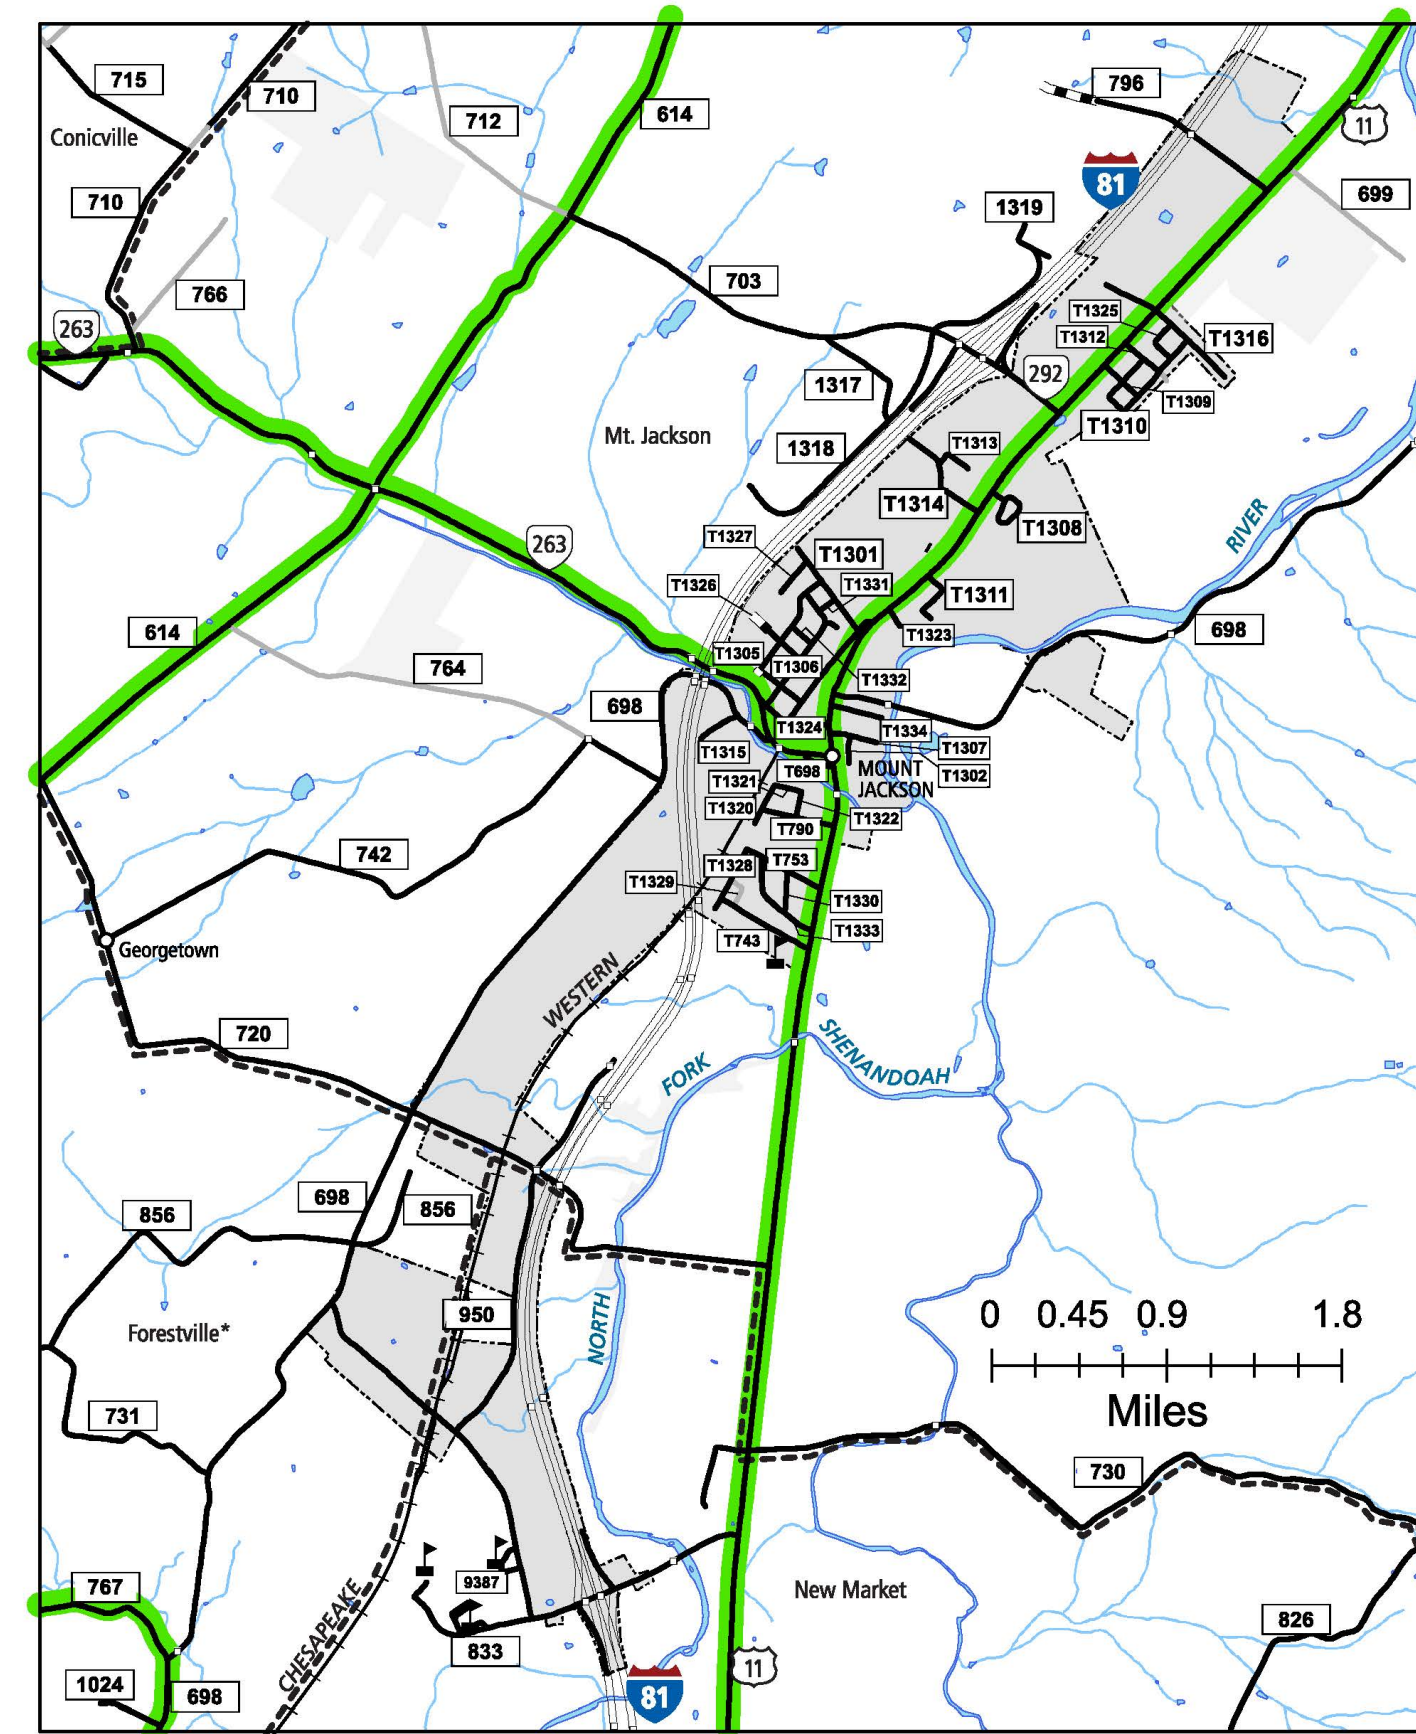 715
710
712
614
796
11
Conicville
81
699
710
1319
766
703
263
T1325
T1312
T1316
292
1317
T1309
T1310
Mt. Jackson
1318
T1313
T1314
RIVER
T1308
263
T1327
T1301
T1326
T1331
T1311
614
T1323
698
764
T1305
T1306
T1332
698
T1324
T1334
T1315
T1307
T698
MOUNT
JACKSON
T1302
T1321
T1320
T1322
T790
742
T1328
T753
T1329
T1330
T743
T1333
Georgetown
WESTERN
720
FORK
SHENANDOAH
698
856
856
950
NORTH
0 0.45 0.9 1.8
Miles
Forestville*
731
730
767
9387
New Market
CHESAPEAKE
833
826
1024
698
11
81